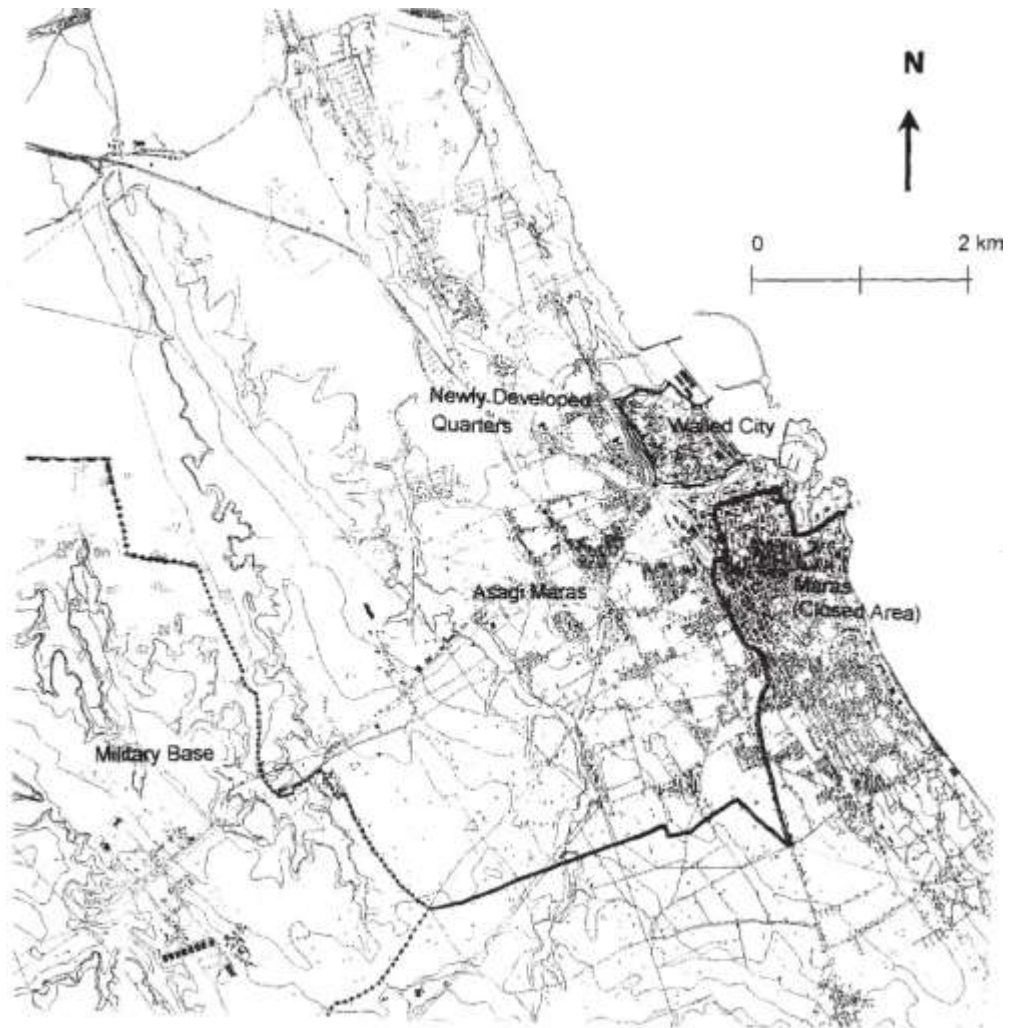 N
0 2 km
Newly Developed
Quarters
Walled City
Asagi Maras
Maras
(Closed Area)
Military Base